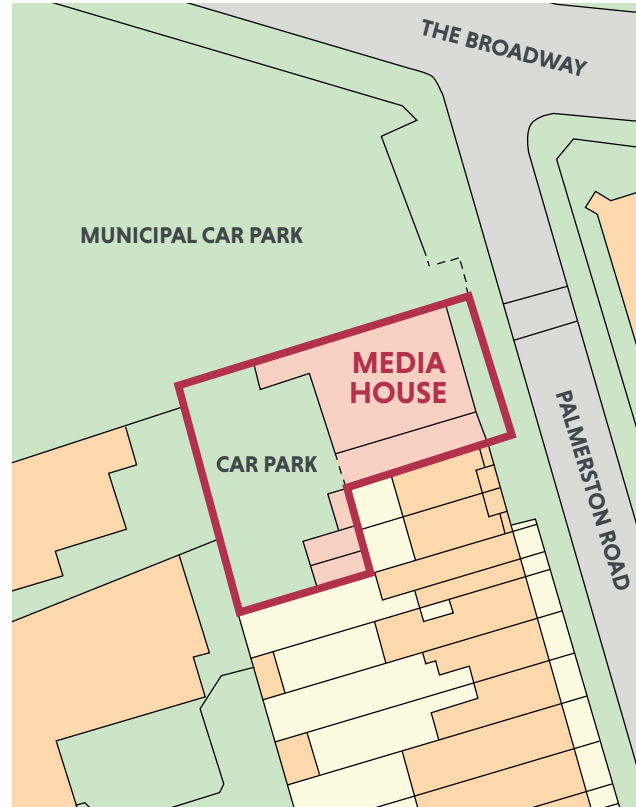 THE BROADWAY
MUNICIPAL CAR PARK
MEDIA
HOUSE
CAR PARK
PALMERSTON ROAD